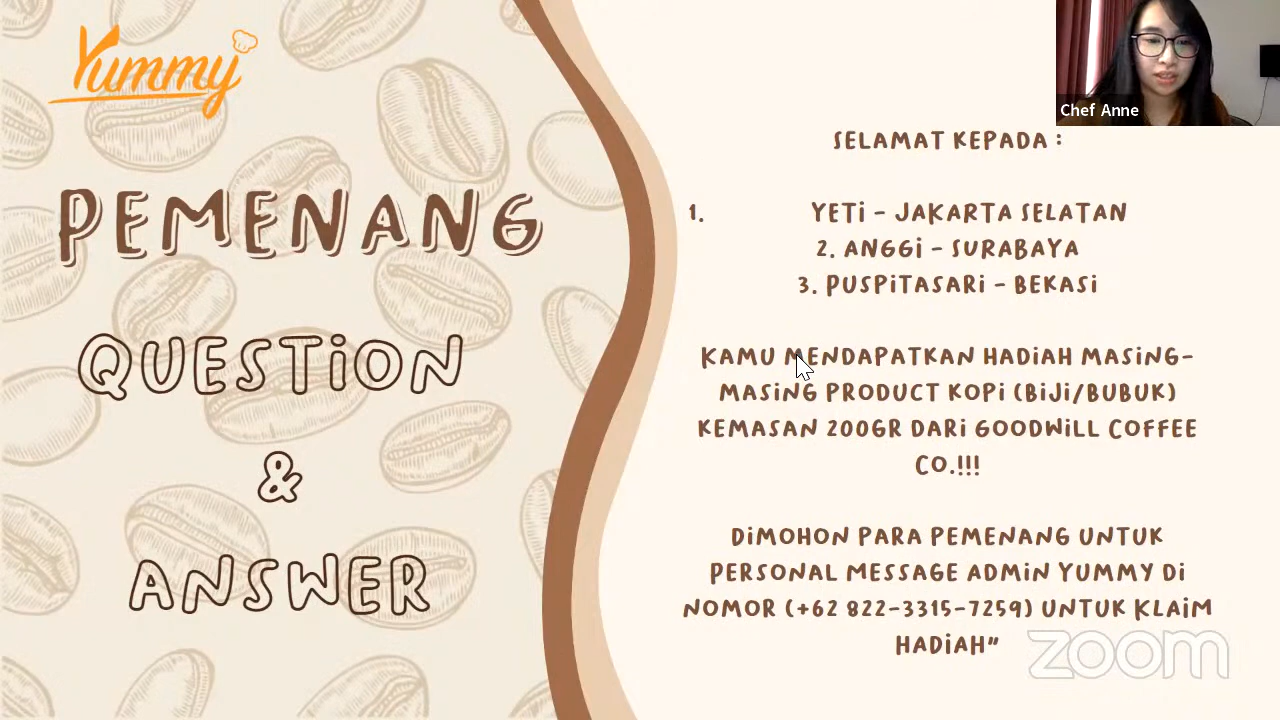 Yummy
PEMENANG
QUESTION
&
ANSWER
Chef Anne
SELAMAT KEPADA :
1. YETI - JAKARTA SELATAN
2. ANGGI - SURABAYA
3. PUSPITASARI - BEKASI
KAMU MENDAPATKAN HADIAH MASING-
MASING PRODUCT KOPI (BIJI/BUBUK)
KEMASAN 200GR DARI GOODWILL COFFEE
CO.!!!
DIMOHON PARA PEMENANG UNTUK
PERSONAL MESSAGE ADMIN YUMMY DI
NOMOR (+62 822-3315-7259) UNTUK KLAIM
HADIAH"
zoom